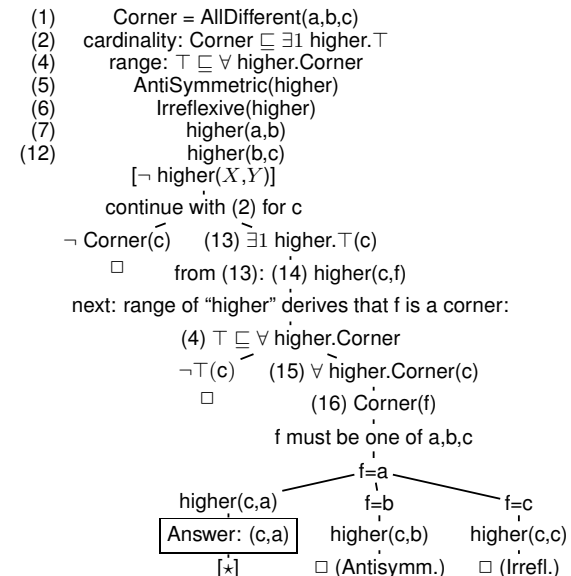 (1) Corner = AllDifferent(a,b,c)
(2) cardinality: Corner ⊑ ∃1 higher.⊤
(4) range: ⊤ ⊑ ∀ higher.Corner
(5) AntiSymmetric(higher)
(6) Irreflexive(higher)
(7) higher(a,b)
(12) higher(b,c)
[¬ higher(X,Y)]
continue with (2) for c
¬ Corner(c) (13) ∃1 higher.⊤(c)
□ from (13): (14) higher(c,f)
next: range of “higher” derives that f is a corner:
(4) ⊤ ⊑ ∀ higher.Corner
¬⊤(c) (15) ∀ higher.Corner(c)
□ (16) Corner(f)
f must be one of a,b,c
f=a
higher(c,a) f=b f=c
Answer: (c,a) higher(c,b) higher(c,c)
[⋆] □ (Antisymm.) □ (Irrefl.)